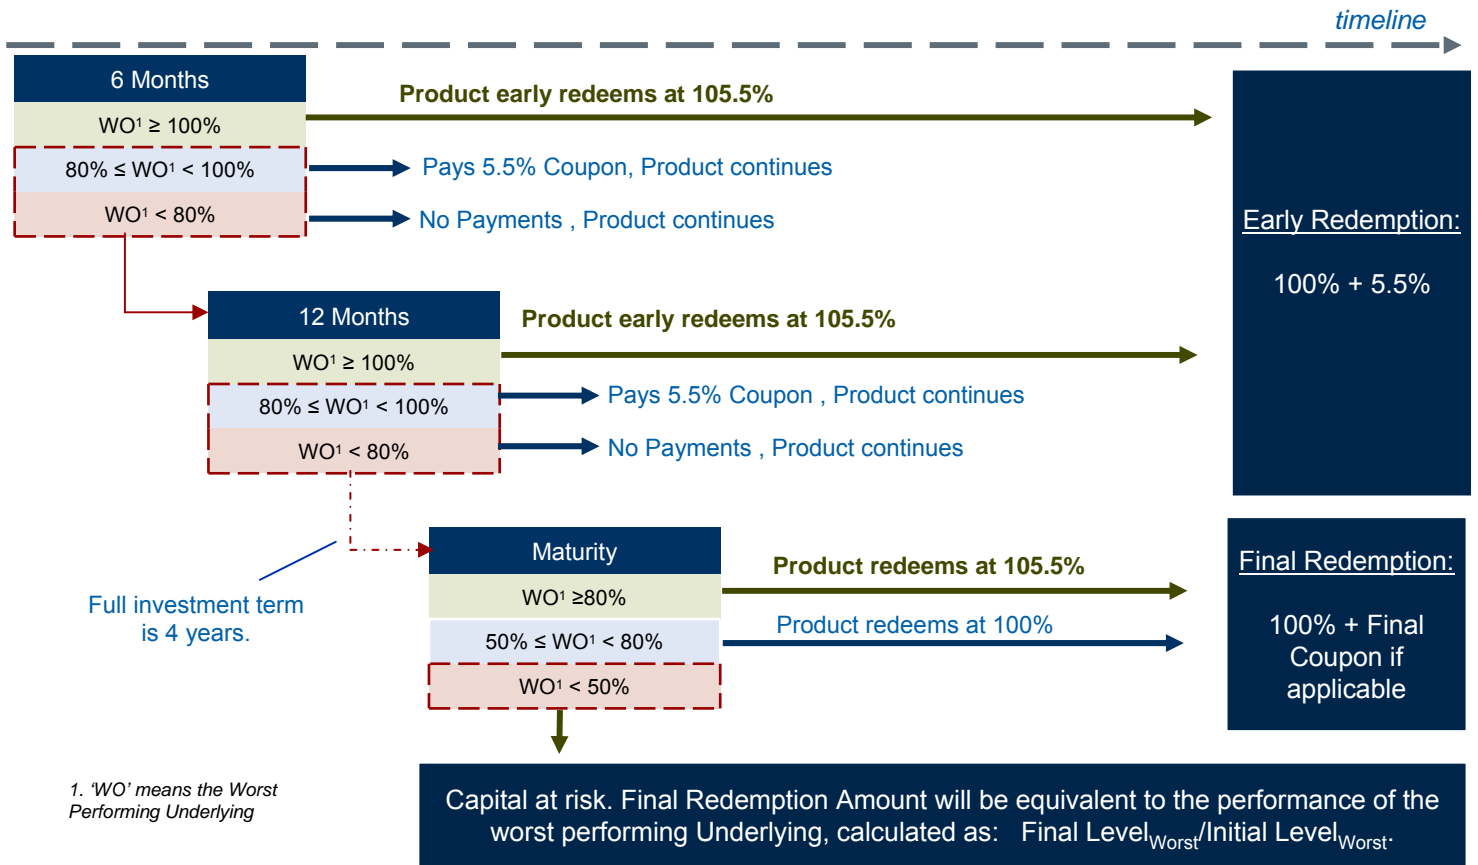 timeline
6 Months
Product early redeems at 105.5%
WO¹ ≥ 100%
80% ≤ WO¹ < 100%
Pays 5.5% Coupon, Product continues
WO¹ < 80%
No Payments , Product continues
Early Redemption:
100% + 5.5%
12 Months
Product early redeems at 105.5%
WO¹ ≥ 100%
80% ≤ WO¹ < 100%
Pays 5.5% Coupon , Product continues
WO¹ < 80%
No Payments , Product continues
Full investment term
is 4 years.
Maturity
Product redeems at 105.5%
WO¹ ≥80%
Product redeems at 100%
50% ≤ WO¹ < 80%
WO¹ < 50%
Final Redemption:
100% + Final
Coupon if
applicable
1. ‘WO’ means the Worst
Performing Underlying
Capital at risk. Final Redemption Amount will be equivalent to the performance of the
worst performing Underlying, calculated as: Final LevelWorst/Initial LevelWorst.